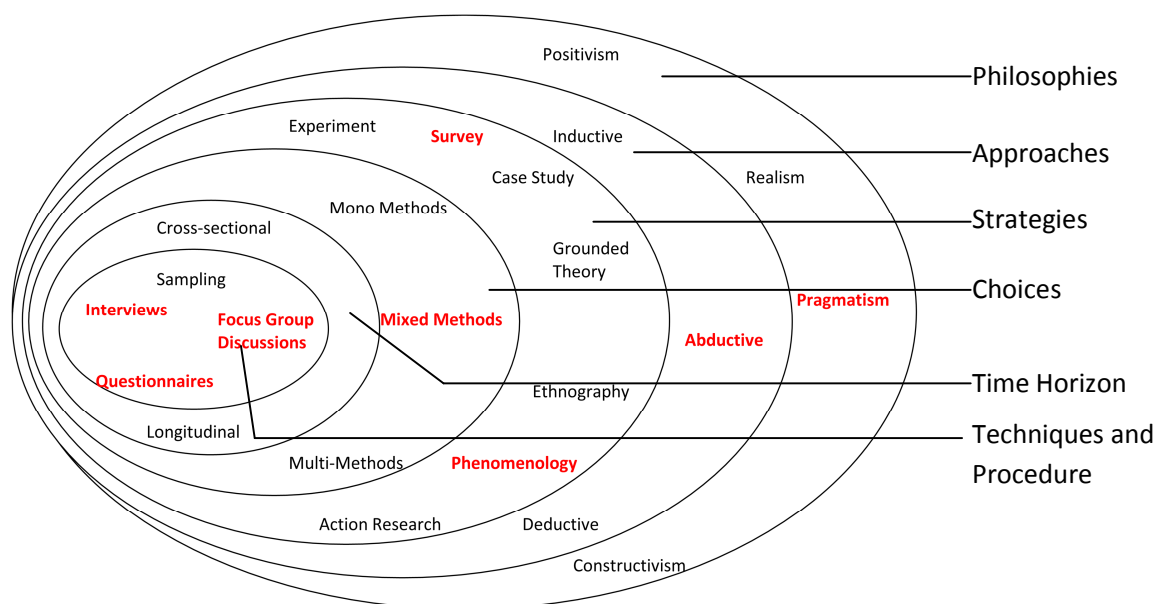 Positivism
Philosophies
Experiment
Survey
Inductive
Approaches
Case Study
Realism
Mono Methods
Strategies
Cross-sectional
Grounded
Theory
Sampling
Choices
Interviews
Pragmatism
Focus Group
Discussions
Mixed Methods
Abductive
Questionnaires
Time Horizon
Ethnography
Longitudinal
Techniques and
Procedure
Multi-Methods
Phenomenology
Action Research
Deductive
Constructivism